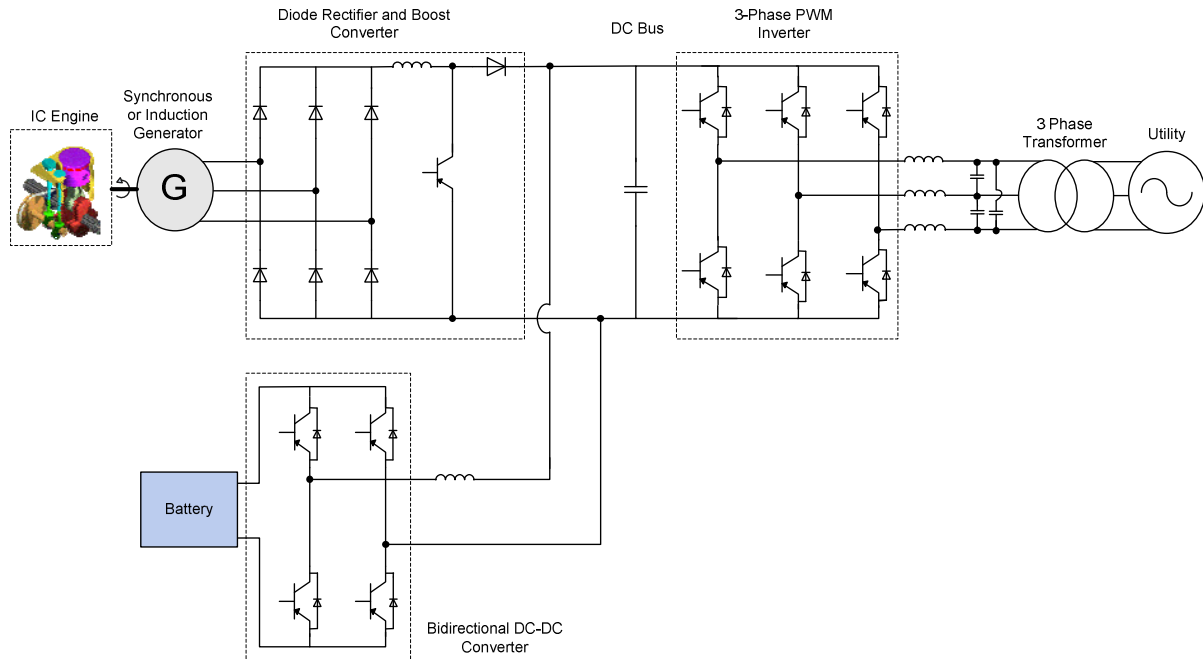 Diode Rectifier and Boost
Converter
DC Bus
3-Phase PWM
Inverter
IC Engine
Synchronous
or Induction
Generator
G
3 Phase
Transformer
Utility
Battery
Bidirectional DC-DC
Converter